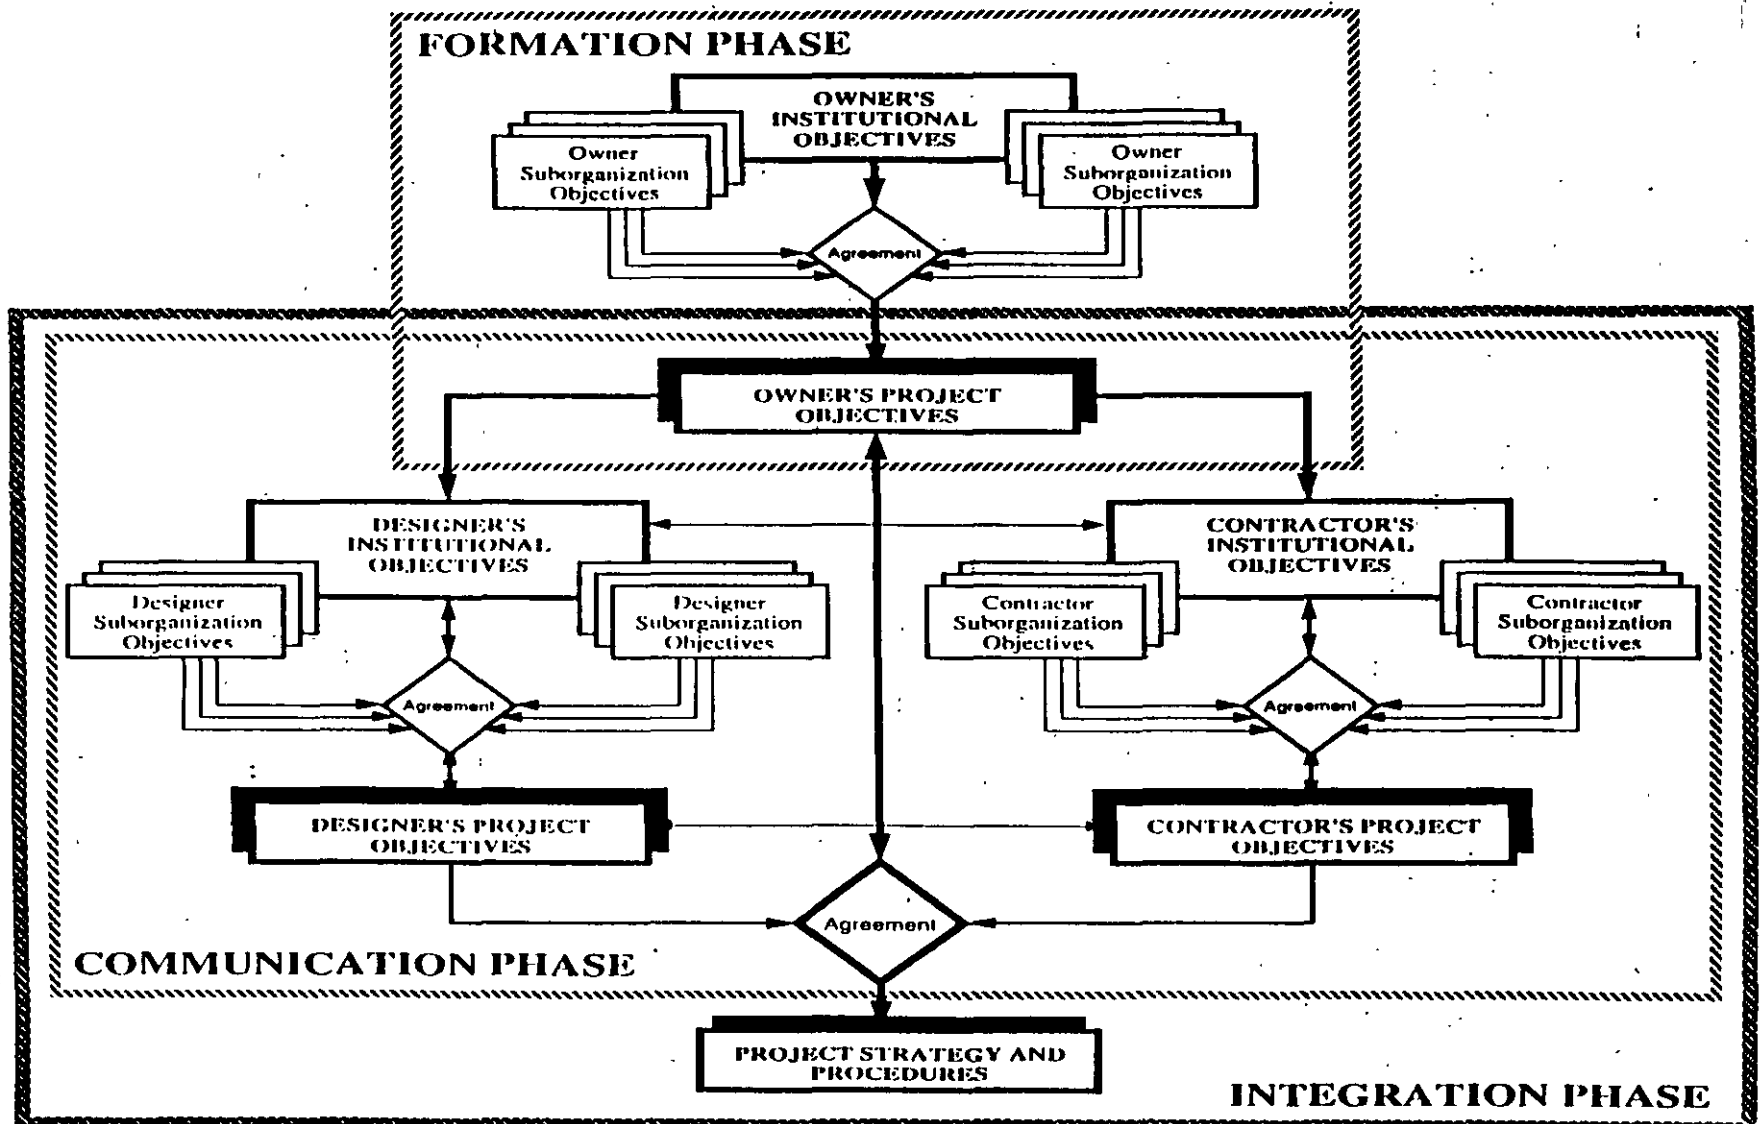 FORMATION PHASE
OWNER'S
INSTITUTIONAL
OBJECTIVES
Owner
Suborganization
Objectives
Owner
Suborganization
Objectives
Agreement
OWNER'S PROJECT
OBJECTIVES
DESIGNER'S
INSTITUTIONAL
OBJECTIVES
CONTRACTOR'S
INSTITUTIONAL
OBJECTIVES
Designer
Suborganization
Objectives
Designer
Suborganization
Objectives
Contractor
Suborganization
Objectives
Contractor
Suborganization
Objectives
Agreement
Agreement
DESIGNER'S PROJECT
OBJECTIVES
CONTRACTOR'S PROJECT
OBJECTIVES
Agreement
COMMUNICATION PHASE
PROJECT STRATEGY AND
PROCEDURES
INTEGRATION PHASE